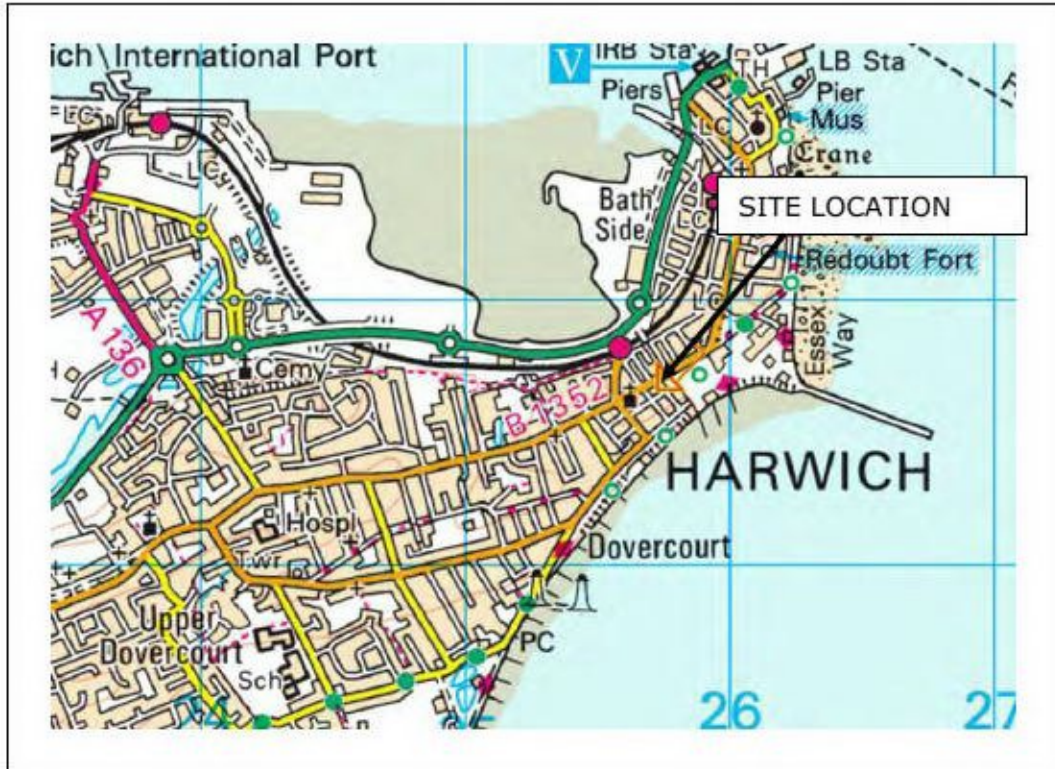 ich International Port
V
IRB Sta
TH
LB Sta
Piers
Pier
LC
LC
Mus
Crane
LC
Bath
Side
SITE LOCATION
LC
Redoubt Fort
LC
A 136
Essex
Way
Cemy
B 1352
HARWICH
Hospl
Twr
Dovercourt
Upper
Dovercourt
PC
Sch
26
27